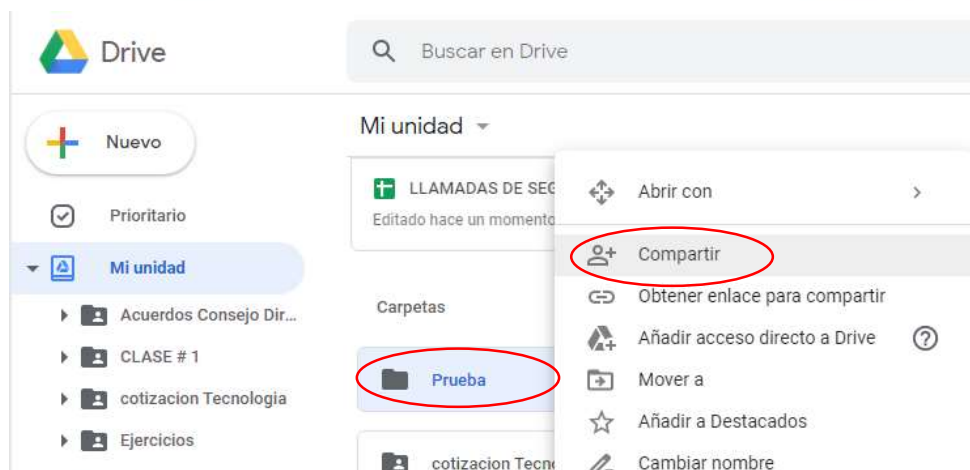 Drive
Buscar en Drive
Nuevo
Prioritario
Mi unidad
Acuerdos Consejo Dir...
CLASE # 1
cotizacion Tecnologia
Ejercicios
Mi unidad
LLAMADAS DE SEG
Editado hace un momento
Carpetas
Prueba
cotizacion Tecno
Abrir con
Compartir
Obtener enlace para compartir
Añadir acceso directo a Drive
Mover a
Añadir a Destacados
Cambiar nombre